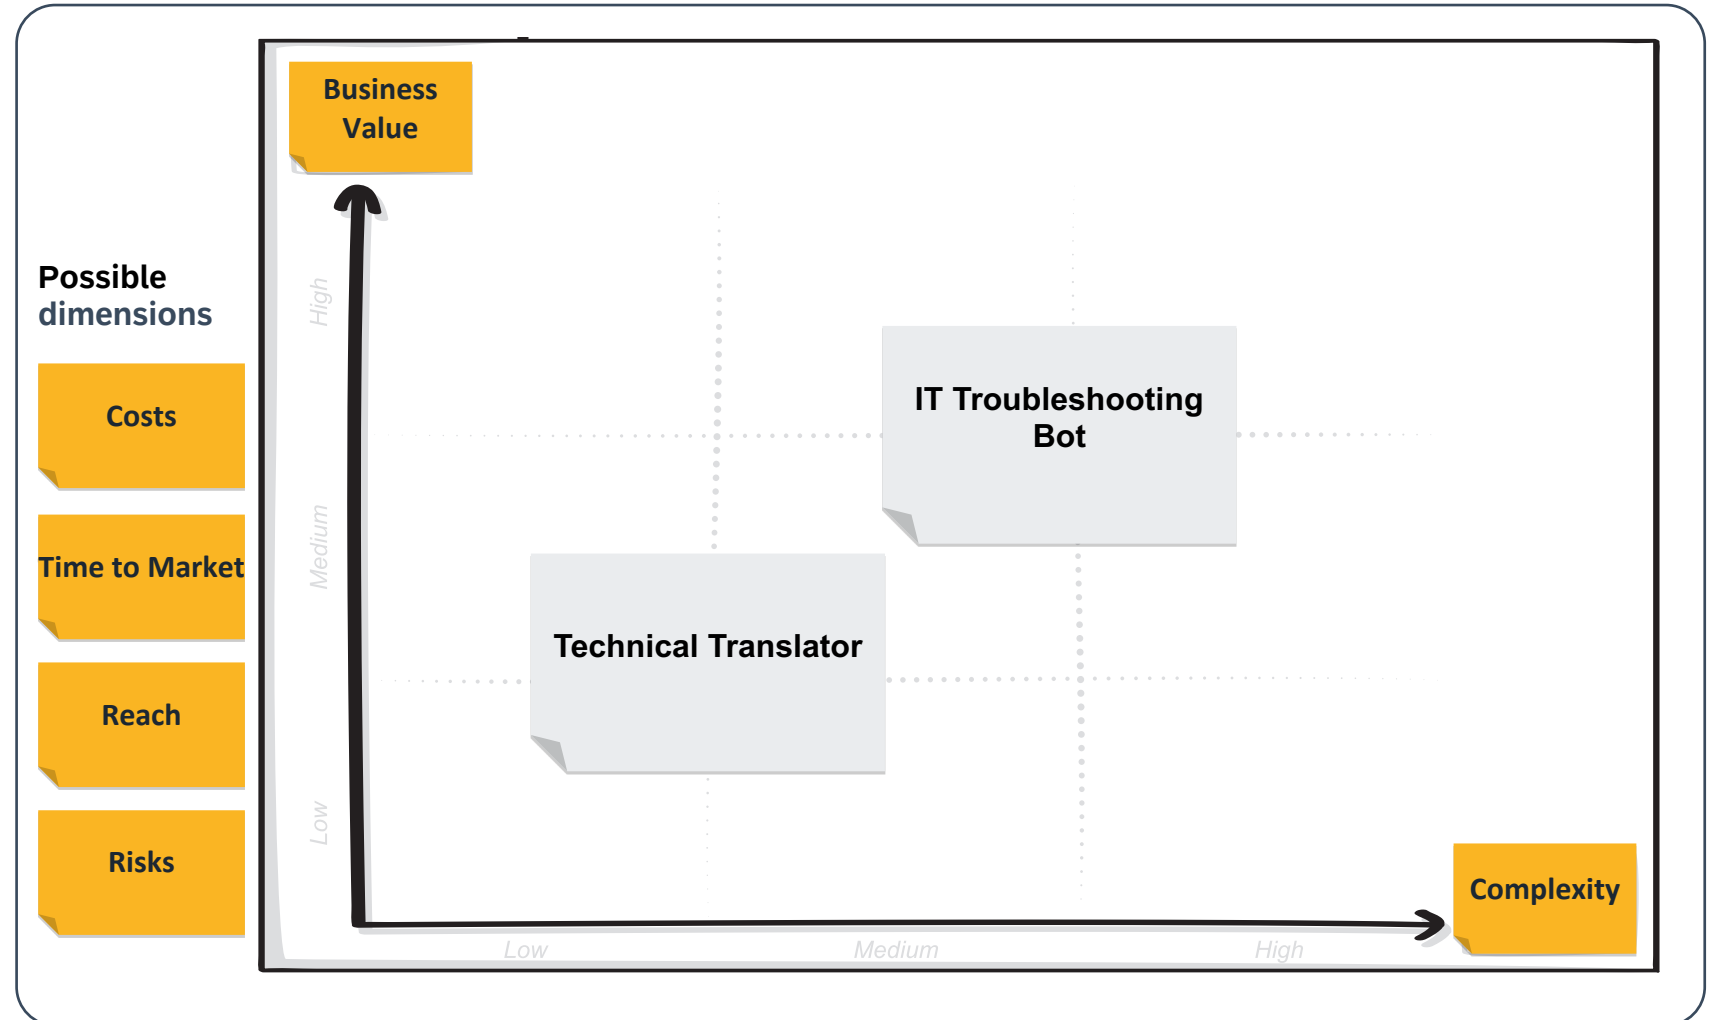 Business
Value
Possible
dimensions
Costs
Time to Market
Reach
Risks
High
Medium
Low
IT Troubleshooting
Bot
Technical Translator
Complexity
Low
Medium
High